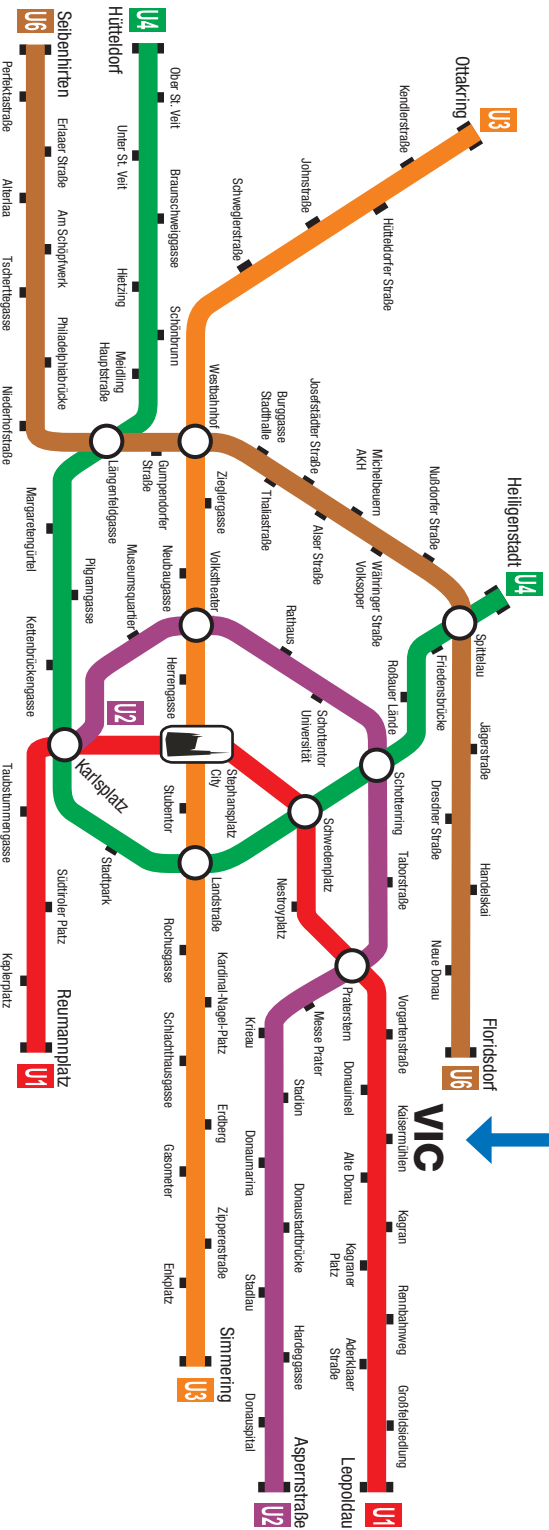 U6
Seibenhirten
Perfektastraße
Erlaaer Straße
Alterlaa
Am Schöpfwerk
Tscherttegasse
Philadelphiabrücke
Niederhofstraße
Hütteldorf
U4
Ober St. Veit
Unter St. Veit
Braunschweiggasse
Hietzing
Schönbrunn
Meidling
Hauptstraße
Ottakring
U3
Kendlerstraße
Hütteldorfer Straße
Johnstraße
Schweglerstraße
Westbahnhof
Längenfeldgasse
Gumpendorfer
Straße
Burggasse
Stadthalle
Thaliastraße
Josefstädter Straße
Alser Straße
Michelbeuern
AKH
Währinger Straße
Volksoper
Nußdorfer Straße
Spittelau
Heiligenstadt
U4
Friedensbrücke
Roßauer Lände
Jägerstraße
Dresdner Straße
Handelskai
Neue Donau
Floridsdorf
U6
Zieglergasse
Neubaugasse
Volkstheater
Herrengasse
Stephansplatz
City
Stubentor
Landstraße
Rochusgasse
Kardinal-Nagel-Platz
Schlachthausgasse
Erdberg
Gasometer
Zippererstraße
Enkplatz
Simmering
U3
Margaretengürtel
Pilgramgasse
Kettenbrückengasse
Karlsplatz
Stadtpark
U2
Museumsquartier
Rathaus
Schottentor
Universität
Schottenring
Schwedenplatz
Taborstraße
Nestroyplatz
Praterstern
Messe Prater
Krieau
Stadion
Donaumarina
Donaustadtbrücke
Stadlau
Hardeggasse
Donauspital
Aspernstraße
U2
Taubstummengasse
Südtiroler Platz
Keplerplatz
Reumannplatz
U1
Vorgartenstraße
Donauinsel
Kaisermühlen
VIC
Alte Donau
Kagran
Kagraner
Platz
Rennbahnweg
Aderklaaer
Straße
Großfeldsiedlung
Leopoldau
U1